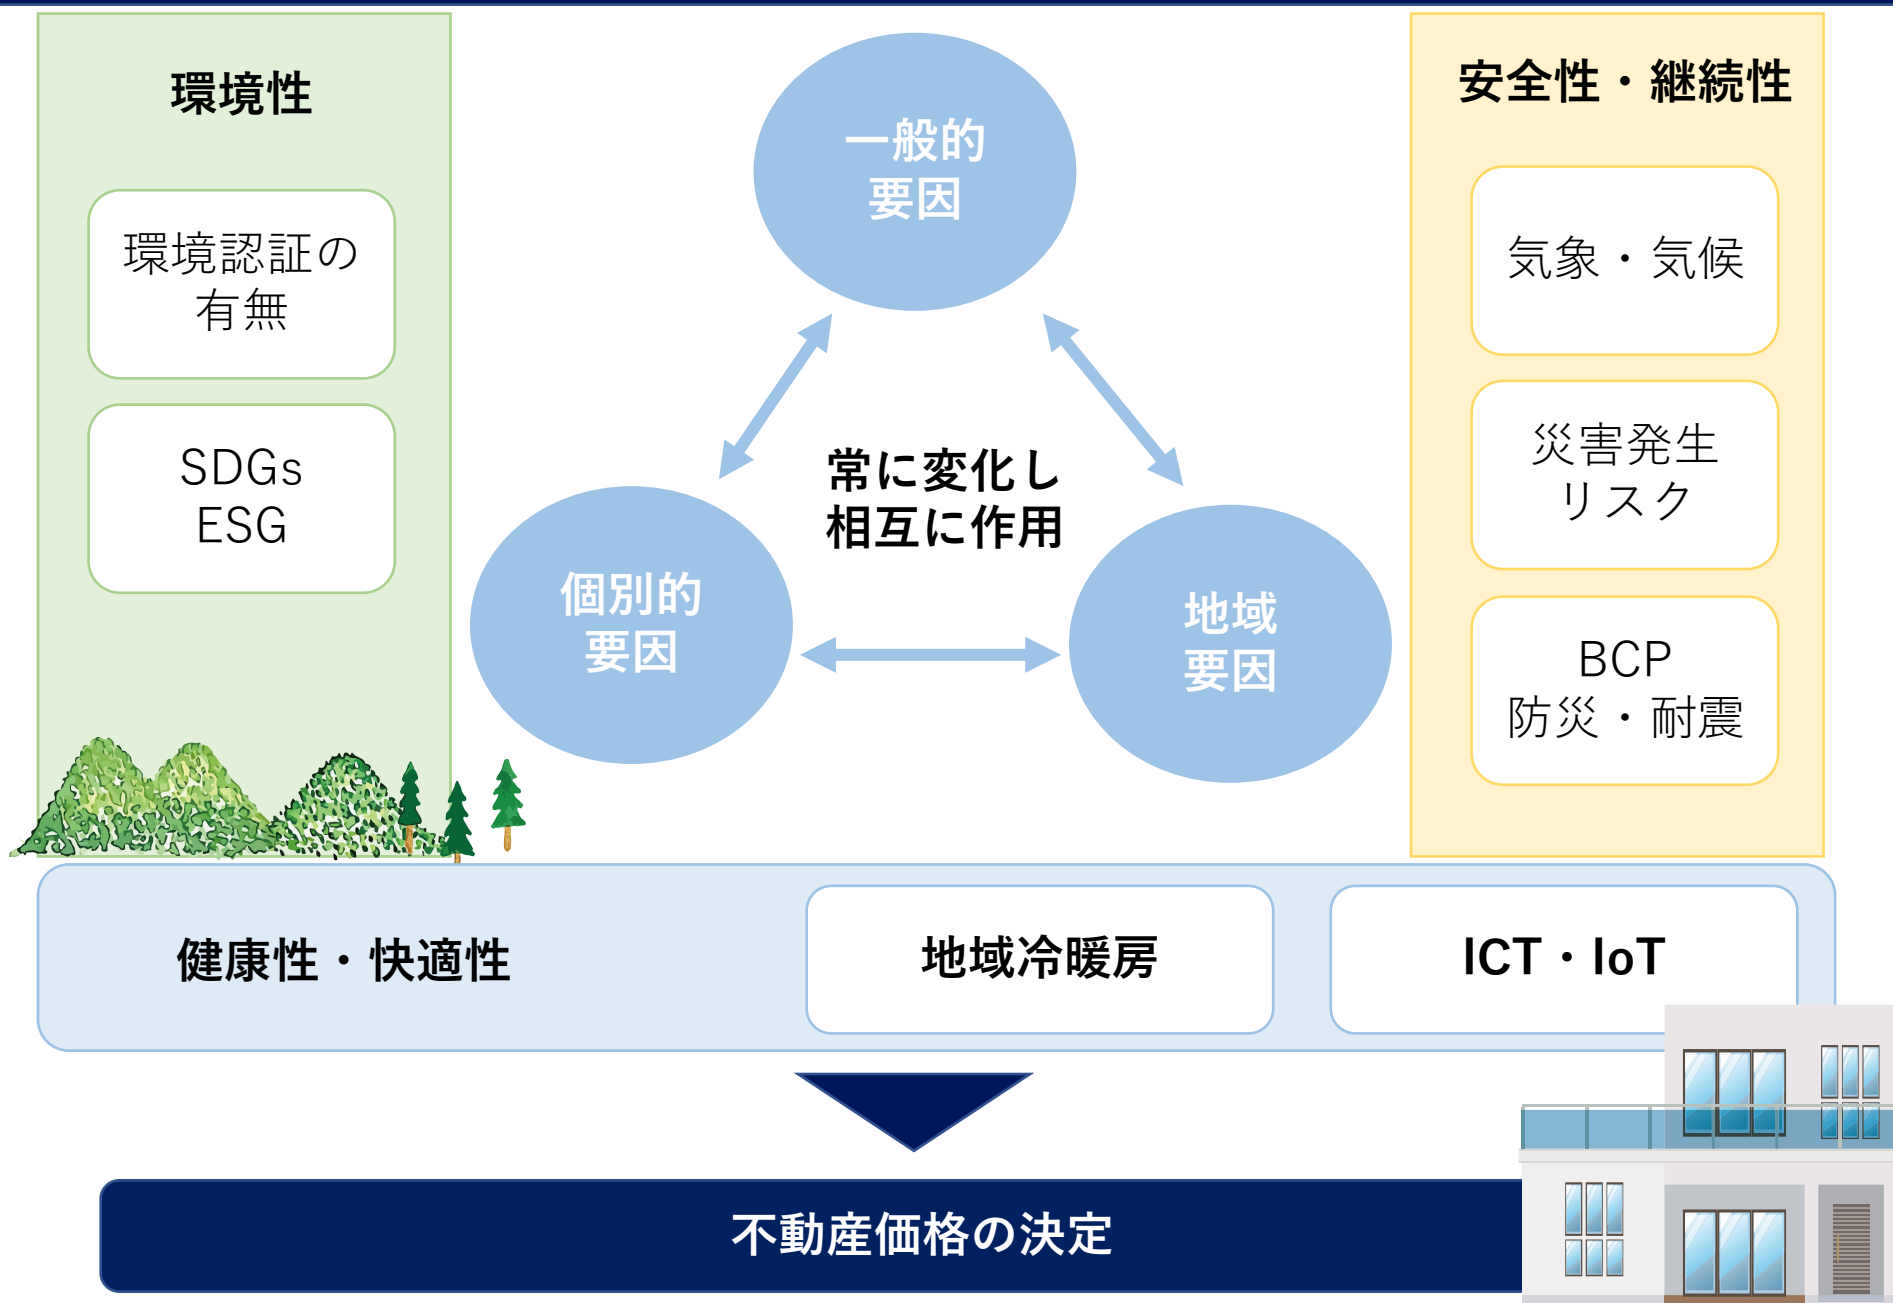 環境性
環境認証の
有無
SDGs
ESG
一般的
要因
常に変化し
相互に作用
個別的
要因
地域
要因
安全性・継続性
気象・気候
災害発生
リスク
BCP
防災・耐震
健康性・快適性
地域冷暖房
ICT・IoT
不動産価格の決定